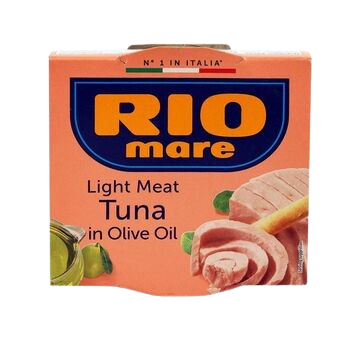 N° 1 IN ITALIA*
RIO
mare
Light Meat
Tuna
in Olive Oil